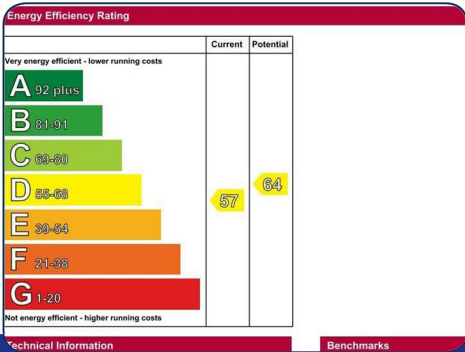 Energy Efficiency Rating
Current Potential
Very energy efficient - lower running costs
A 92 plus
B 81-91
C 69-80
D 55-68
57
64
E 39-54
F 21-38
G 1-20
Not energy efficient - higher running costs
Technical Information
Benchmarks